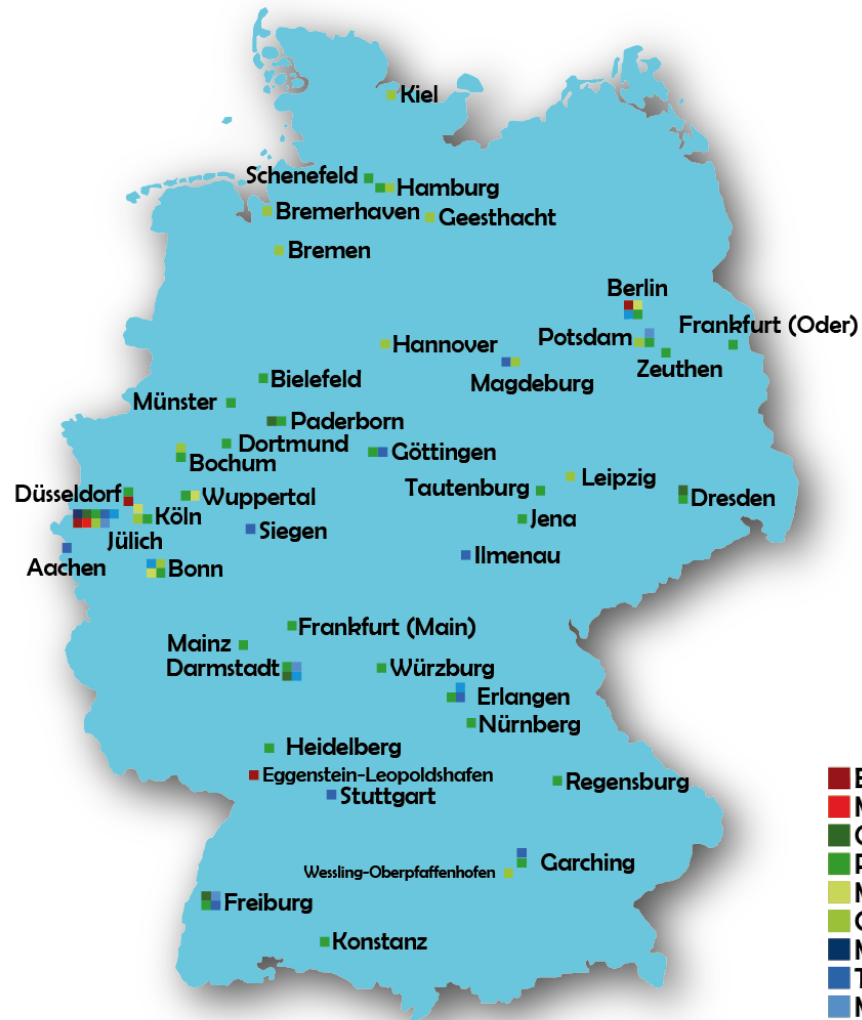 Kiel
Schenefeld
Hamburg
Bremerhaven
Geesthacht
Bremen
Berlin
Potsdam
Frankfurt (Oder)
Hannover
Zeuthen
Magdeburg
Bielefeld
Münster
Paderborn
Dortmund
Göttingen
Bochum
Leipzig
Düsseldorf
Wuppertal
Tautenburg
Dresden
Köln
Jena
Jülich
Siegen
Ilmenau
Aachen
Bonn
Frankfurt (Main)
Mainz
Darmstadt
Würzburg
Erlangen
Nürnberg
Heidelberg
Eggenstein-Leopoldshafen
Regensburg
Stuttgart
Garching
Wessling-Oberpfaffenhofen
Freiburg
Konstanz